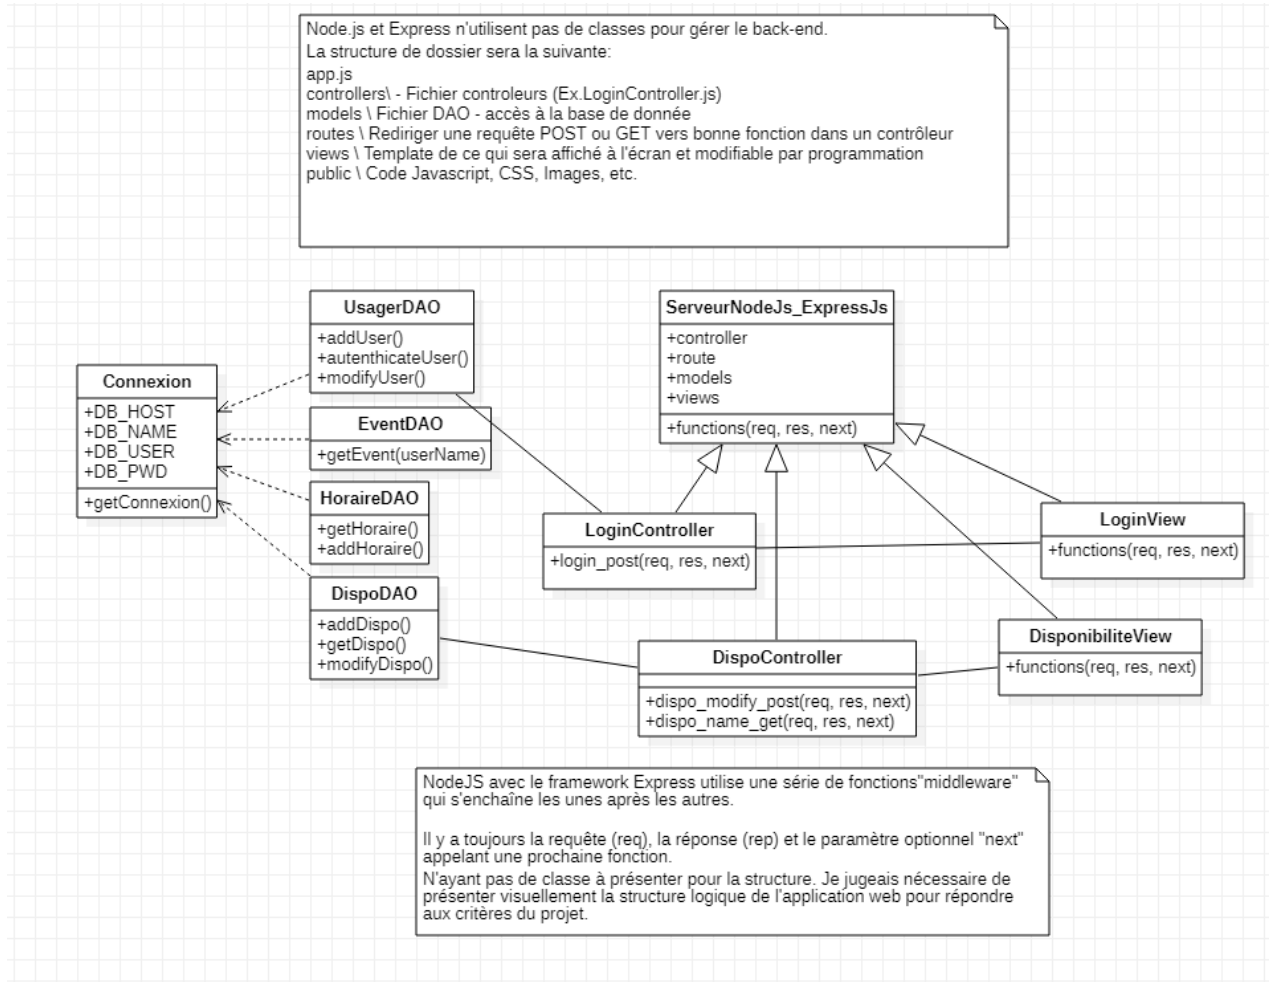 Node.js et Express n'utilisent pas de classes pour gérer le back-end.
La structure de dossier sera la suivante:
app.js
controllers\ - Fichier controleurs (Ex.LoginController.js)
models \ Fichier DAO - accès à la base de donnée
routes \ Rediriger une requête POST ou GET vers bonne fonction dans un contrôleur
views \ Template de ce qui sera affiché à l'écran et modifiable par programmation
public \ Code Javascript, CSS, Images, etc.
UsagerDAO
+addUser()
+autenthicateUser()
+modifyUser()
ServeurNodeJs_ExpressJs
+controller
+route
+models
+views
+functions(req, res, next)
Connexion
+DB_HOST
+DB_NAME
+DB_USER
+DB_PWD
+getConnexion()
EventDAO
+getEvent(userName)
HoraireDAO
+getHoraire()
+addHoraire()
LoginController
+login_post(req, res, next)
LoginView
+functions(req, res, next)
DispoDAO
+addDispo()
+getDispo()
+modifyDispo()
DispoController
+dispo_modify_post(req, res, next)
+dispo_name_get(req, res, next)
DisponibiliteView
+functions(req, res, next)
NodeJS avec le framework Express utilise une série de fonctions"middleware"
qui s'enchaîne les unes après les autres.
Il y a toujours la requête (req), la réponse (rep) et le paramètre optionnel "next"
appelant une prochaine fonction.
N'ayant pas de classe à présenter pour la structure. Je jugeais nécessaire de
présenter visuellement la structure logique de l'application web pour répondre
aux critères du projet.